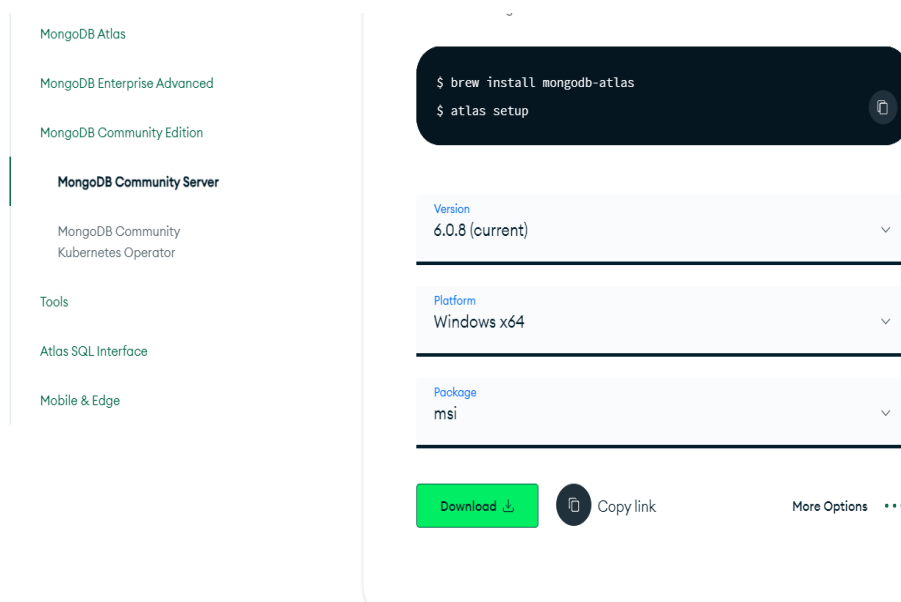 MongoDB Atlas
MongoDB Enterprise Advanced
MongoDB Community Edition
MongoDB Community Server
MongoDB Community
Kubernetes Operator
Tools
Atlas SQL Interface
Mobile & Edge
$ brew install mongodb-atlas
$ atlas setup
Version
6.0.8 (current)
Platform
Windows x64
Package
msi
Download
Copy link
More Options